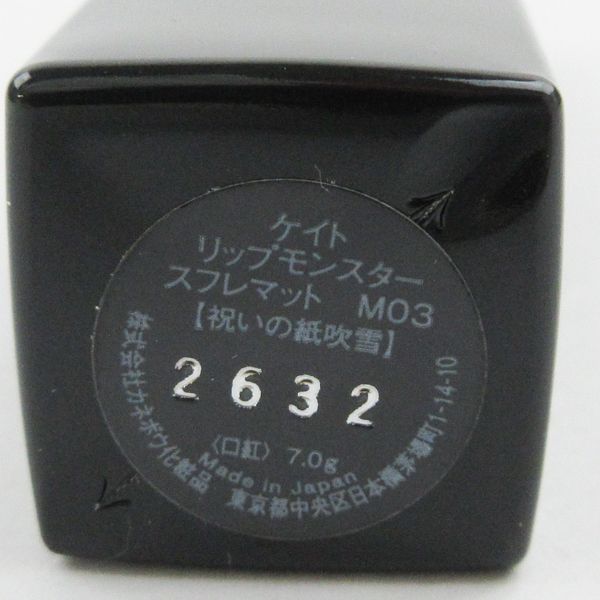 ケイト
リップモンスター
スフレマット M03
【祝いの紙吹雪】
2632
〈口紅〉 7.0g
Made in Japan
株式会社カネボウ化粧品 東京都中央区日本橋茅場町1-14-10